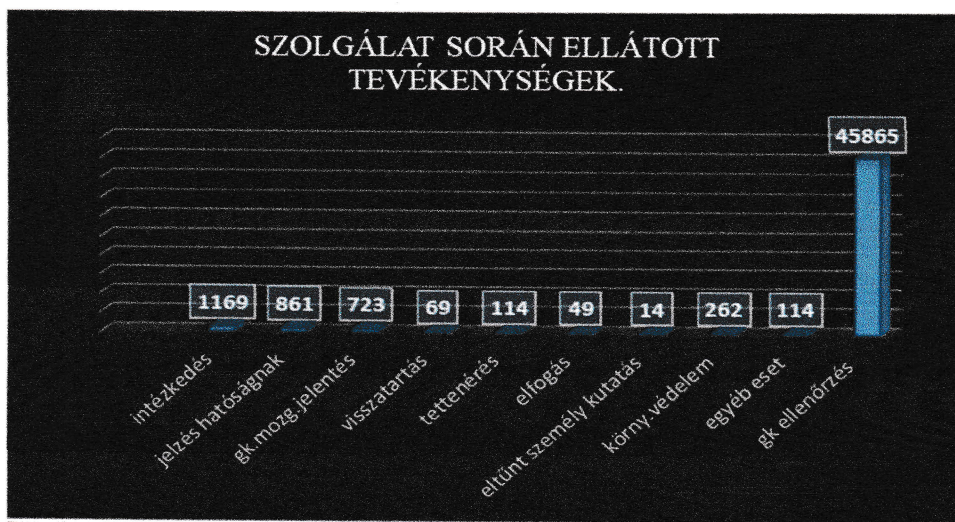 SZOLGÁLAT SORÁN ELLÁTOTT
TEVÉKENYSÉGEK.
45865
1169 861 723 69 114 49 14 262 114
intézkedés
jelzés hatóságnak
gk.mozg.jelentés
visszatartás
tettenérés
elfogás
eltűnt személy kutatás
körny.védelem
egyéb eset
gk ellenőrzés